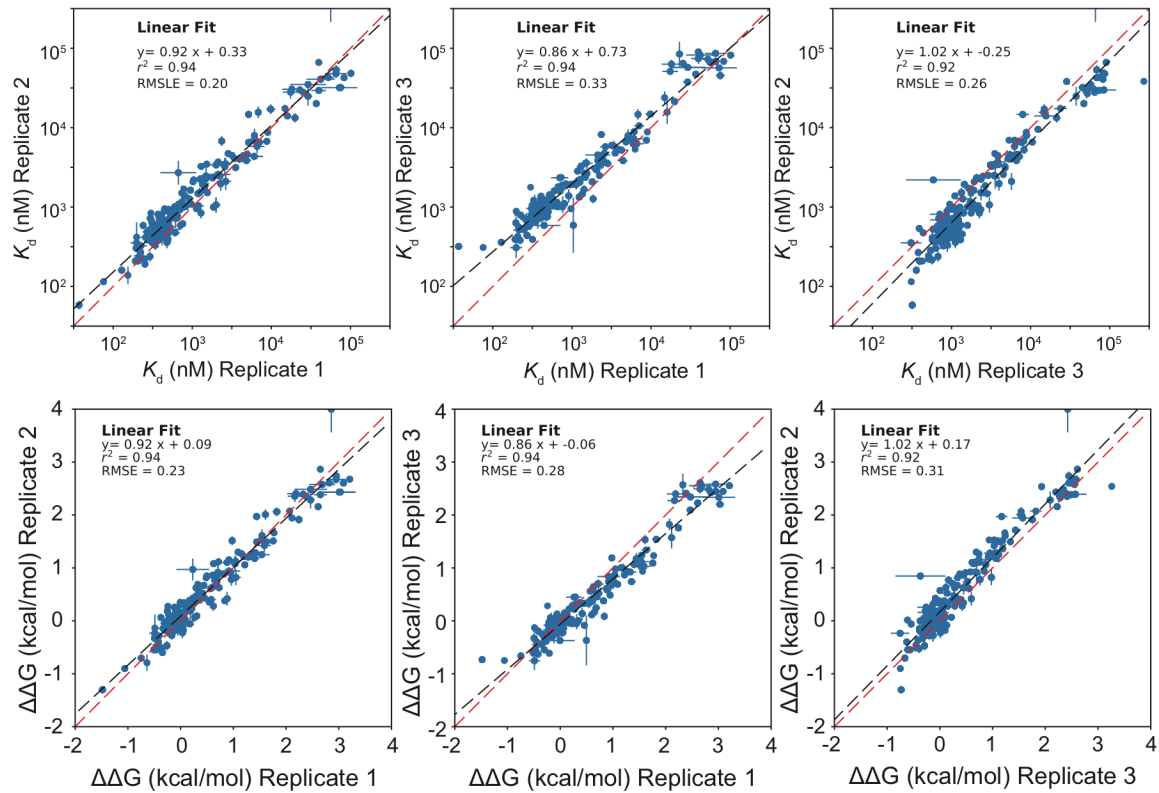 Linear Fit
y= 0.92 x + 0.33
r² = 0.94
RMSLE = 0.20
10⁵
10⁴
10³
10²
K_d (nM) Replicate 2
10² 10³ 10⁴ 10⁵
K_d (nM) Replicate 1
Linear Fit
y= 0.86 x + 0.73
r² = 0.94
RMSLE = 0.33
10⁵
10⁴
10³
10²
K_d (nM) Replicate 3
10² 10³ 10⁴ 10⁵
K_d (nM) Replicate 1
Linear Fit
y= 1.02 x + -0.25
r² = 0.92
RMSLE = 0.26
10⁵
10⁴
10³
10²
K_d (nM) Replicate 2
10² 10³ 10⁴ 10⁵
K_d (nM) Replicate 3
Linear Fit
y= 0.92 x + 0.09
r² = 0.94
RMSE = 0.23
4
3
2
1
0
-1
-2
ΔΔG (kcal/mol) Replicate 2
-2 -1 0 1 2 3 4
ΔΔG (kcal/mol) Replicate 1
Linear Fit
y= 0.86 x + -0.06
r² = 0.94
RMSE = 0.28
4
3
2
1
0
-1
-2
ΔΔG (kcal/mol) Replicate 3
-2 -1 0 1 2 3 4
ΔΔG (kcal/mol) Replicate 1
Linear Fit
y= 1.02 x + 0.17
r² = 0.92
RMSE = 0.31
4
3
2
1
0
-1
-2
ΔΔG (kcal/mol) Replicate 2
-2 -1 0 1 2 3 4
ΔΔG (kcal/mol) Replicate 3